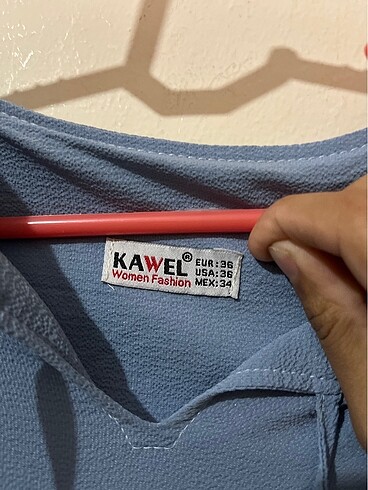 KAWEL®
Women Fashion
EUR:36
USA:36
MEX:34